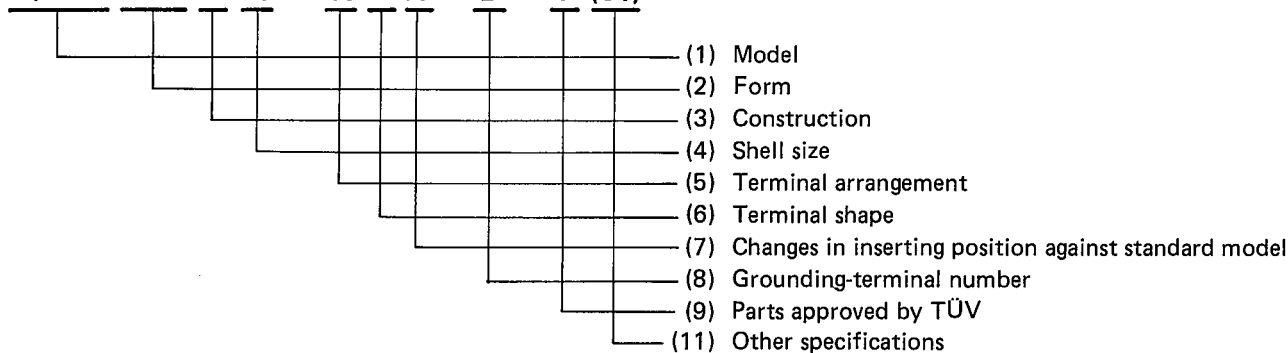 (1) Model
(2) Form
(3) Construction
(4) Shell size
(5) Terminal arrangement
(6) Terminal shape
(7) Changes in inserting position against standard model
(8) Grounding-terminal number
(9) Parts approved by TÜV
(11) Other specifications